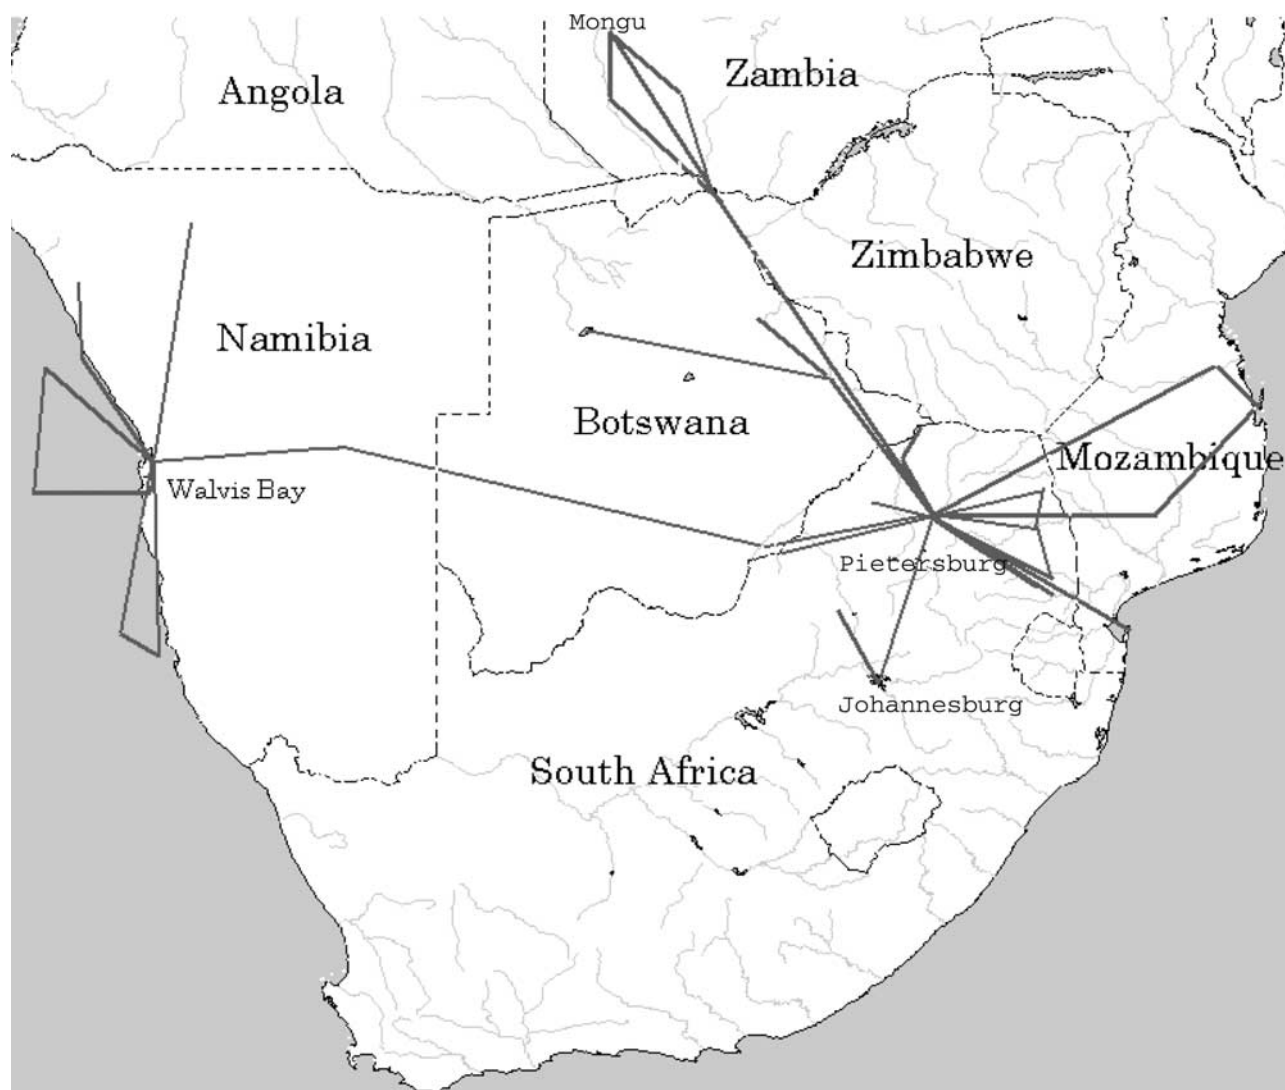 Mongu
Zambia
Angola
Zimbabwe
Namibia
Botswana
Mozambique
Walvis Bay
Pietersburg
Johannesburg
South Africa